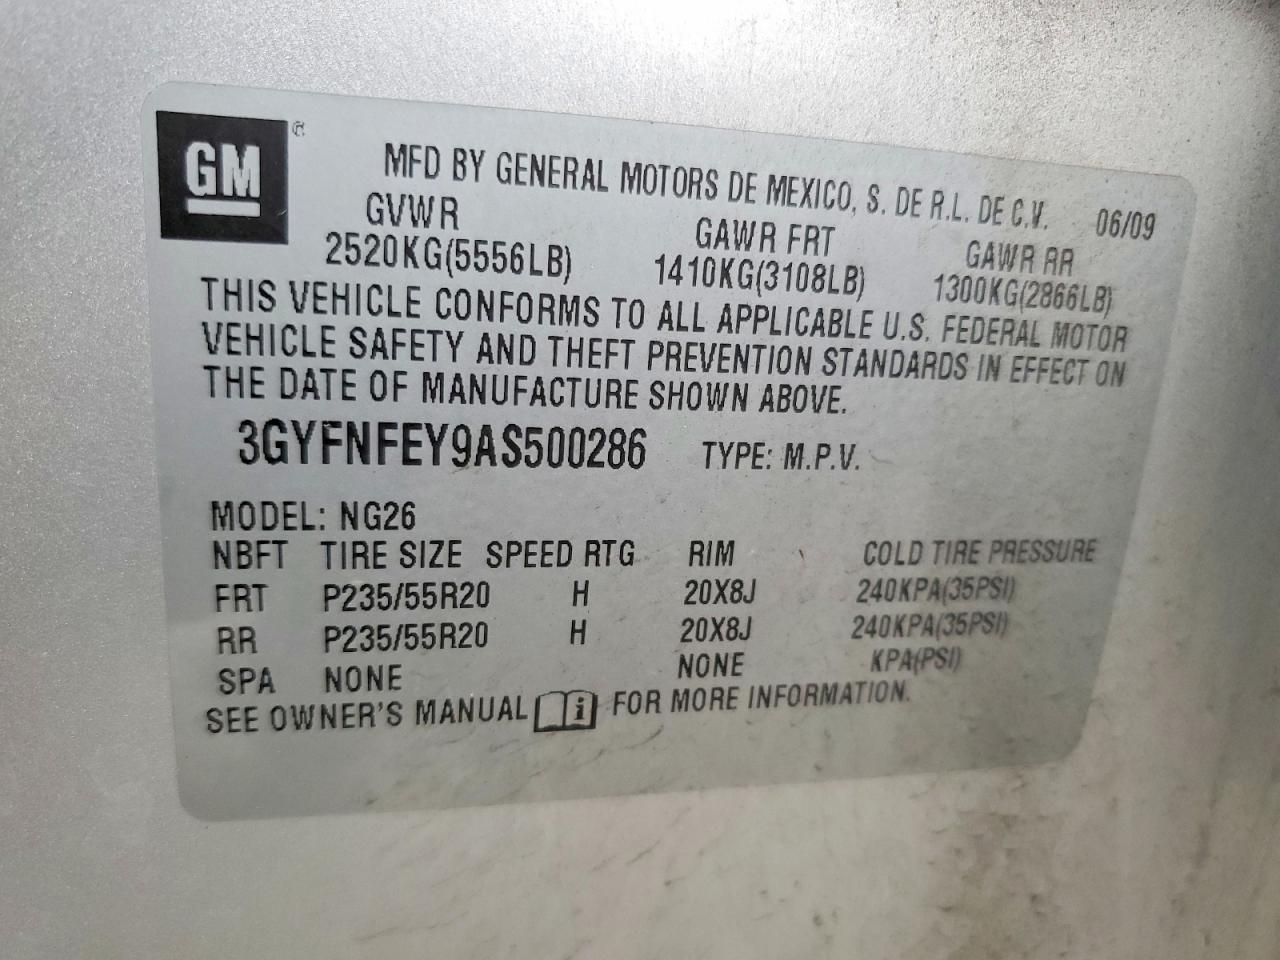 GM
MFD BY GENERAL MOTORS DE MEXICO, S. DE R.L. DE C.V. 06/09
GVWR GAWR FRT GAWR RR
2520KG(5556LB) 1410KG(3108LB) 1300KG(2866LB)
THIS VEHICLE CONFORMS TO ALL APPLICABLE U.S. FEDERAL MOTOR
VEHICLE SAFETY AND THEFT PREVENTION STANDARDS IN EFFECT ON
THE DATE OF MANUFACTURE SHOWN ABOVE.
3GYFNFEY9AS500286 TYPE: M.P.V.
MODEL: NG26
NBFT TIRE SIZE SPEED RTG RIM COLD TIRE PRESSURE
FRT P235/55R20 H 20X8J 240KPA(35PSI)
RR P235/55R20 H 20X8J 240KPA(35PSI)
SPA NONE NONE KPA(PSI)
SEE OWNER'S MANUAL i FOR MORE INFORMATION.